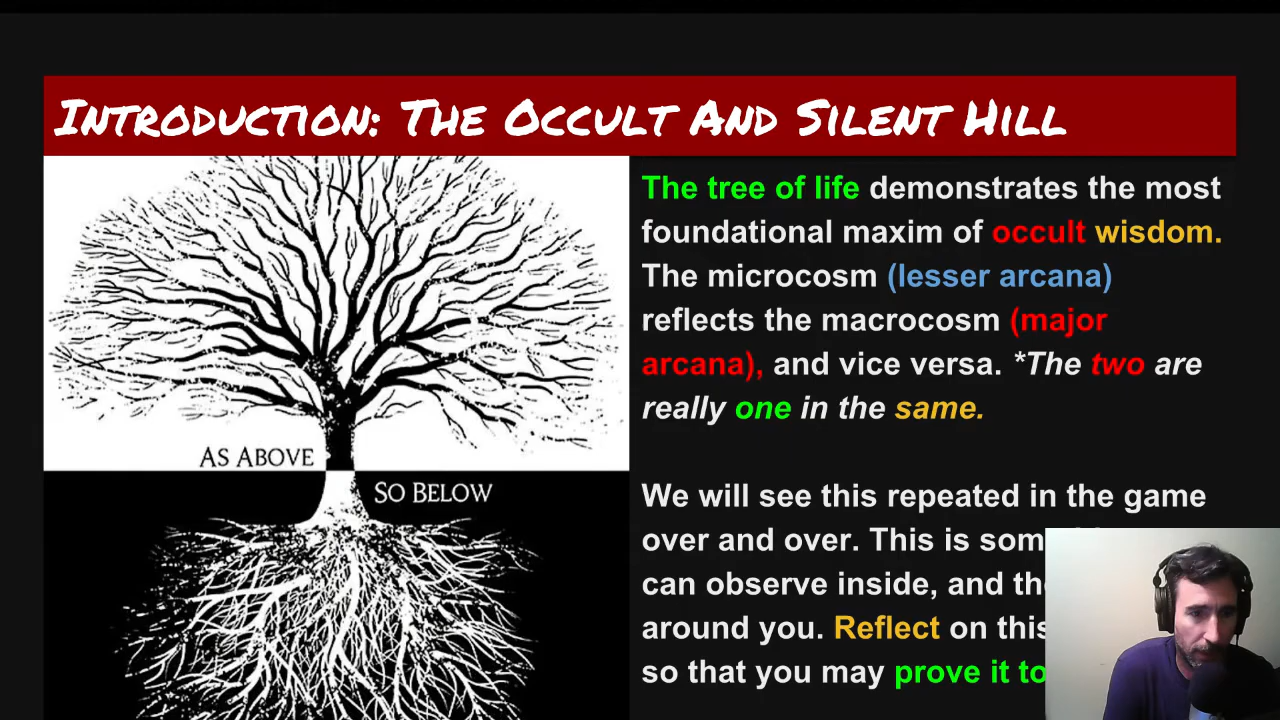 Introduction: The Occult And Silent Hill
The tree of life demonstrates the most
foundational maxim of occult wisdom.
The microcosm (lesser arcana)
reflects the macrocosm (major
arcana), and vice versa. *The two are
really one in the same.
AS ABOVE
SO BELOW
We will see this repeated in the game
over and over. This is
can observe inside, and
around you. Reflect on this
so that you may prove it to